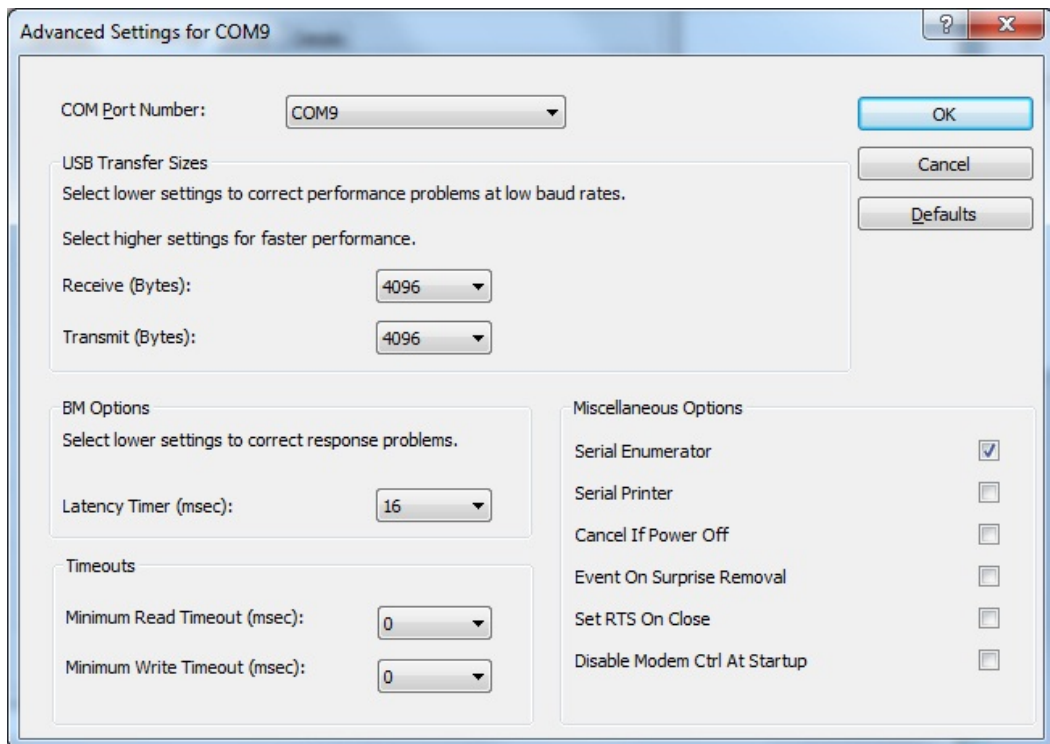 Advanced Settings for COM9
COM Port Number:
COM9
OK
Cancel
Defaults
USB Transfer Sizes
Select lower settings to correct performance problems at low baud rates.
Select higher settings for faster performance.
Receive (Bytes):
4096
Transmit (Bytes):
4096
BM Options
Select lower settings to correct response problems.
Latency Timer (msec):
16
Timeouts
Minimum Read Timeout (msec):
0
Minimum Write Timeout (msec):
0
Miscellaneous Options
Serial Enumerator
Serial Printer
Cancel If Power Off
Event On Surprise Removal
Set RTS On Close
Disable Modem Ctrl At Startup